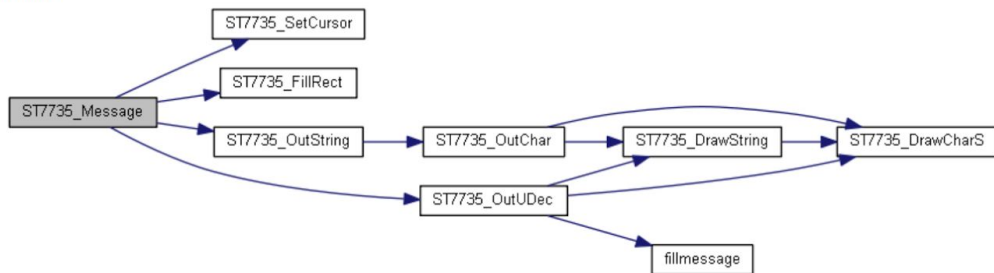 ST7735_SetCursor
ST7735_FillRect
ST7735_Message
ST7735_OutString
ST7735_OutChar
ST7735_DrawString
ST7735_DrawCharS
ST7735_OutUDec
fillmessage